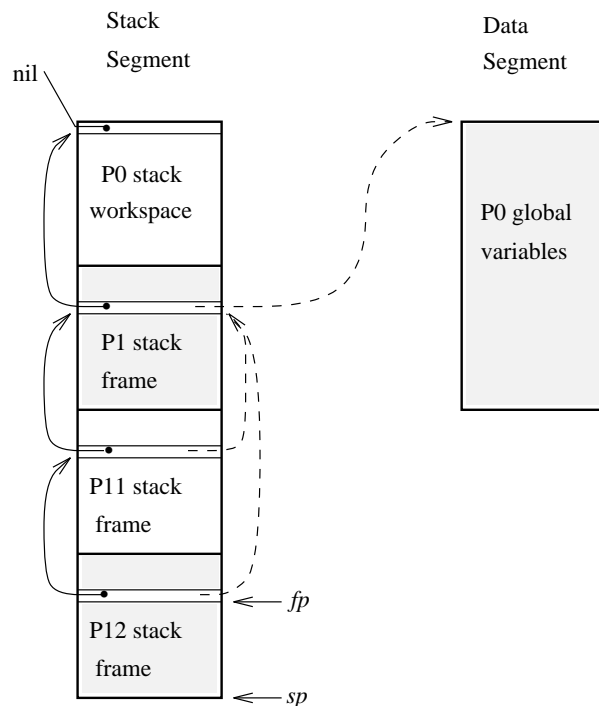 Stack
Segment
Data
Segment
nil
P0 stack
workspace
P0 global
variables
P1 stack
frame
P11 stack
frame
fp
P12 stack
frame
sp